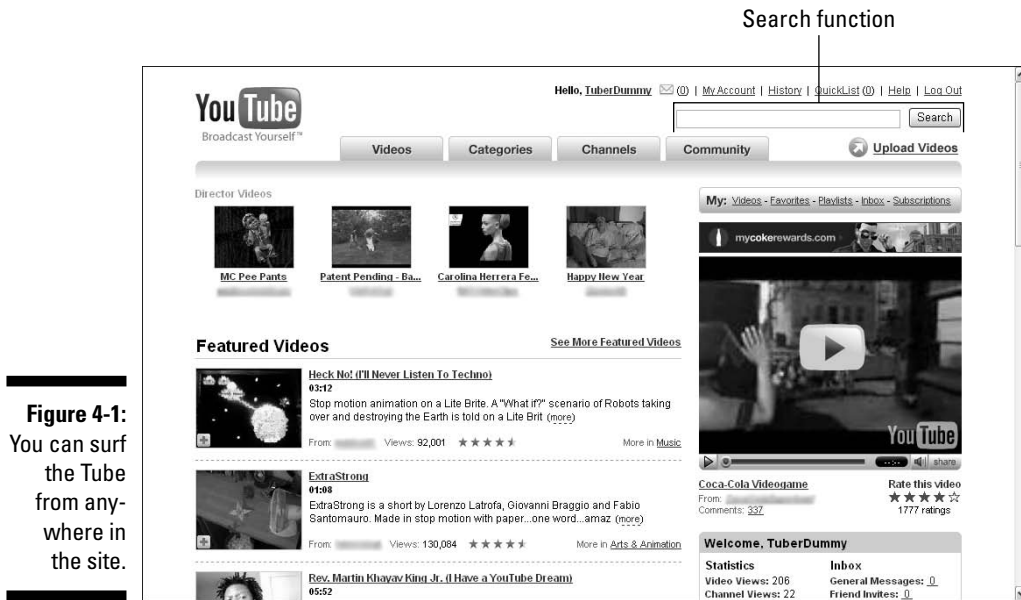 Search function
Hello, TuberDummy (0) | My Account | History | QuickList (0) | Help | Log Out
You Tube
Broadcast Yourself™
Search
Videos
Categories
Channels
Community
Upload Videos
Director Videos
MC Pee Pants
Patent Pending - Ba...
Carolina Herrera Fe...
Happy New Year
My: Videos - Favorites - Playlists - Inbox - Subscriptions
mycokerewards.com
You Tube
share
Coca-Cola Videogame
From:
Comments: 337
Rate this video
1777 ratings
Featured Videos
See More Featured Videos
Heck No! (I'll Never Listen To Techno)
03:12
Stop motion animation on a Lite Brite. A "What if?" scenario of Robots taking
over and destroying the Earth is told on a Lite Brit (more)
From: Views: 92,001 More in Music
ExtraStrong
01:08
ExtraStrong is a short by Lorenzo Latrofa, Giovanni Braggio and Fabio
Santomauro. Made in stop motion with paper...one word...amaz (more)
From: Views: 130,084 More in Arts & Animation
Rev. Martin Khayav King Jr. (I Have a YouTube Dream)
05:52
Welcome, TuberDummy
Statistics
Video Views: 206
Channel Views: 22
Inbox
General Messages: 0
Friend Invites: 0
Figure 4-1:
You can surf
the Tube
from any-
where in
the site.